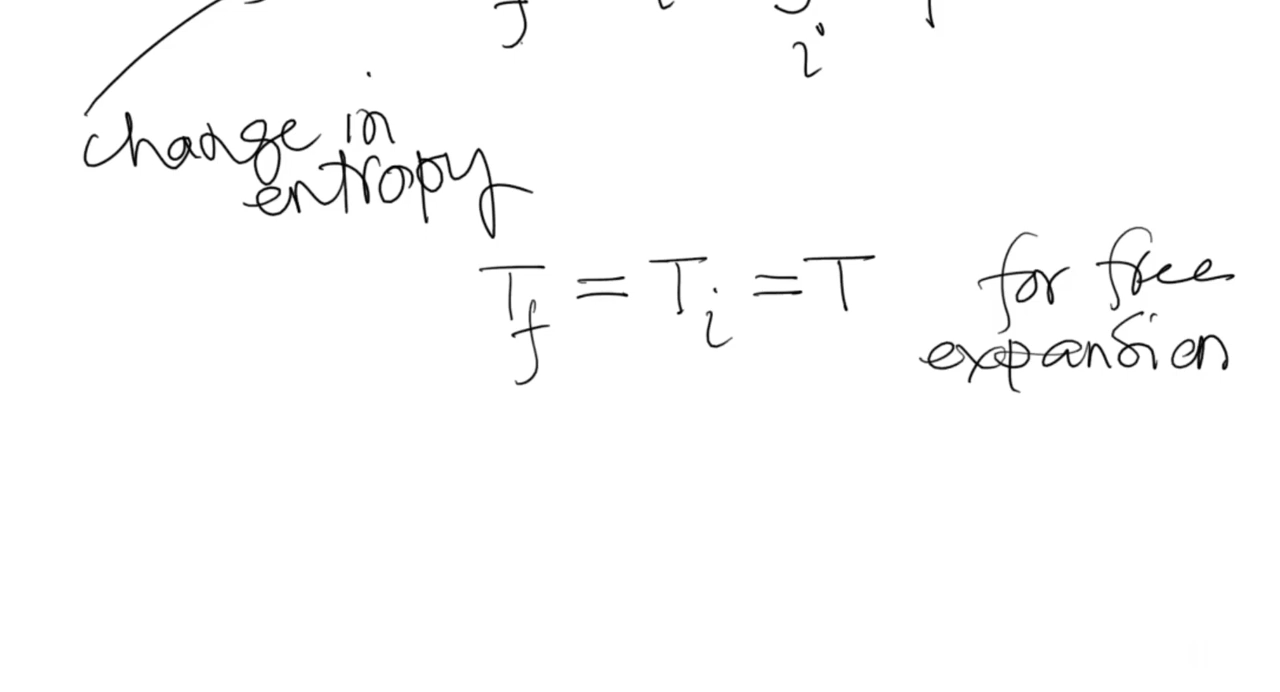 f i i
change in
entropy
T_f = T_i = T for free
expansion